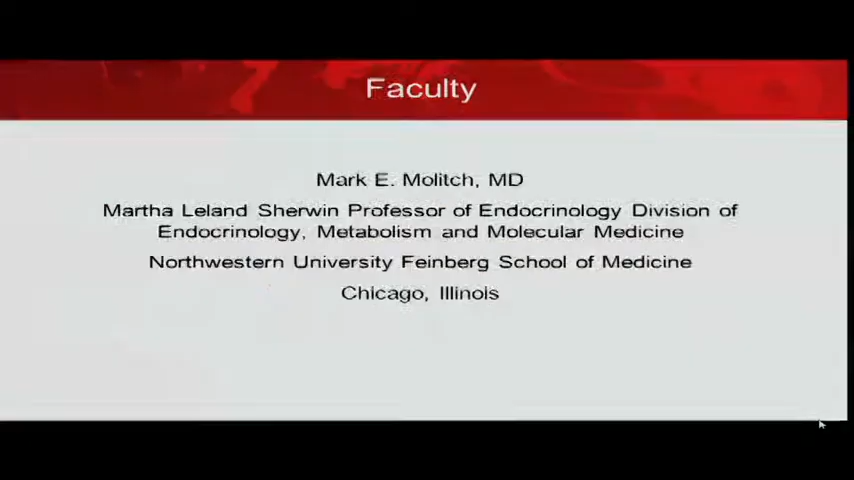 Faculty
Mark E. Molitch, MD
Martha Leland Sherwin Professor of Endocrinology Division of
Endocrinology, Metabolism and Molecular Medicine
Northwestern University Feinberg School of Medicine
Chicago, Illinois